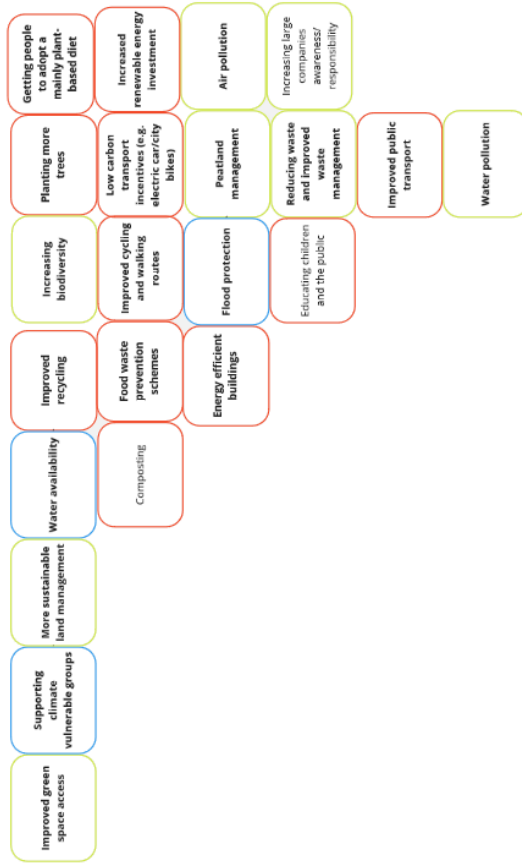 Improved green
space access
Supporting
climate
vulnerable groups
More sustainable
land management
Water availability
Improved
recycling
Increasing
biodiversity
Planting more
trees
Getting people
to adopt a
mainly plant-
based diet
Composting
Food waste
prevention
schemes
Improved cycling
and walking
routes
Low carbon
transport
incentives (e.g.
electric car/city
bikes)
Increased
renewable energy
investment
Energy efficient
buildings
Flood protection
Peatland
management
Air pollution
Educating children
and the public
Reducing waste
and improved
waste
management
Increasing large
companies
awareness/
responsibility
Improved public
transport
Water pollution